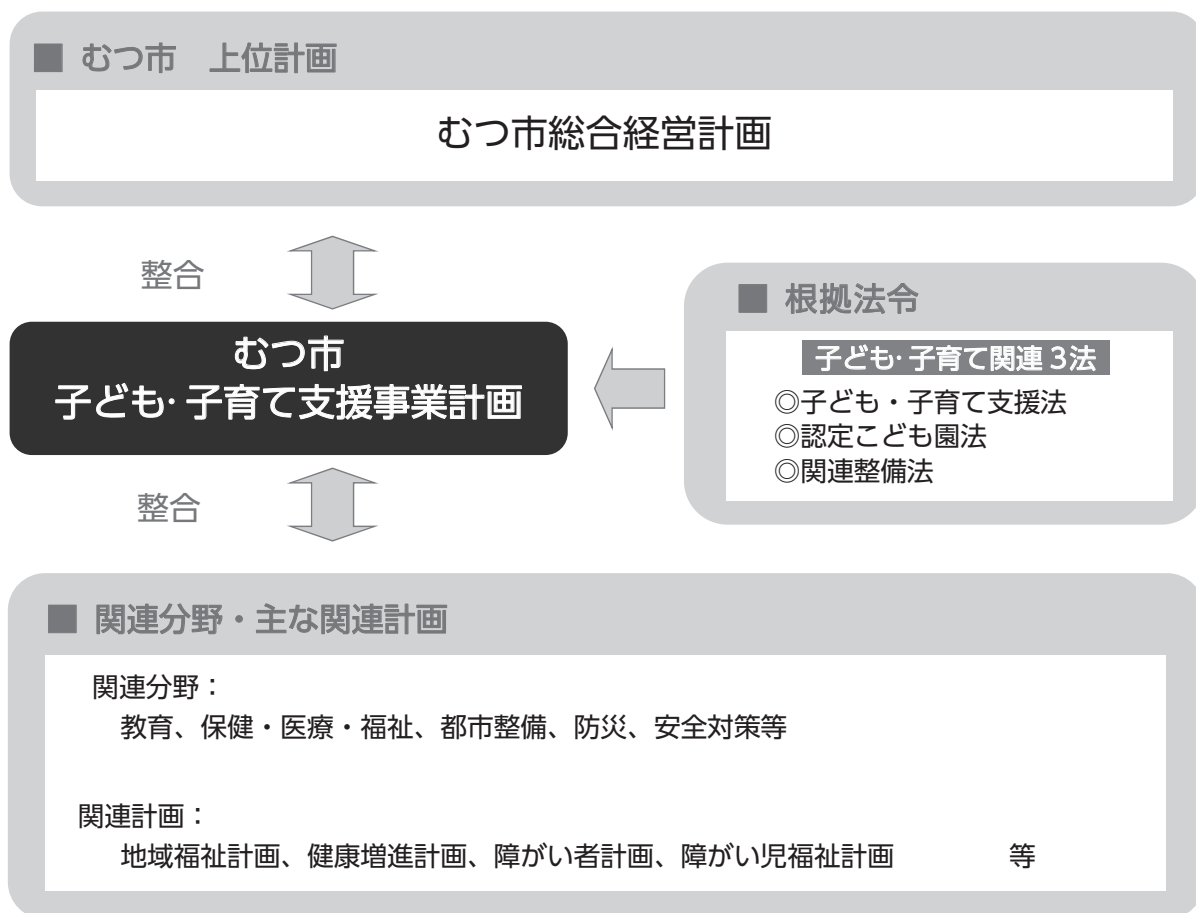 ■ むつ市　上位計画
むつ市総合経営計画
整合
■ 根拠法令
子ども・子育て関連３法
◎子ども・子育て支援法
◎認定こども園法
◎関連整備法
むつ市
子ども・子育て支援事業計画
整合
■ 関連分野・主な関連計画
関連分野：
教育、保健・医療・福祉、都市整備、防災、安全対策等
関連計画：
地域福祉計画、健康増進計画、障がい者計画、障がい児福祉計画　　　　等